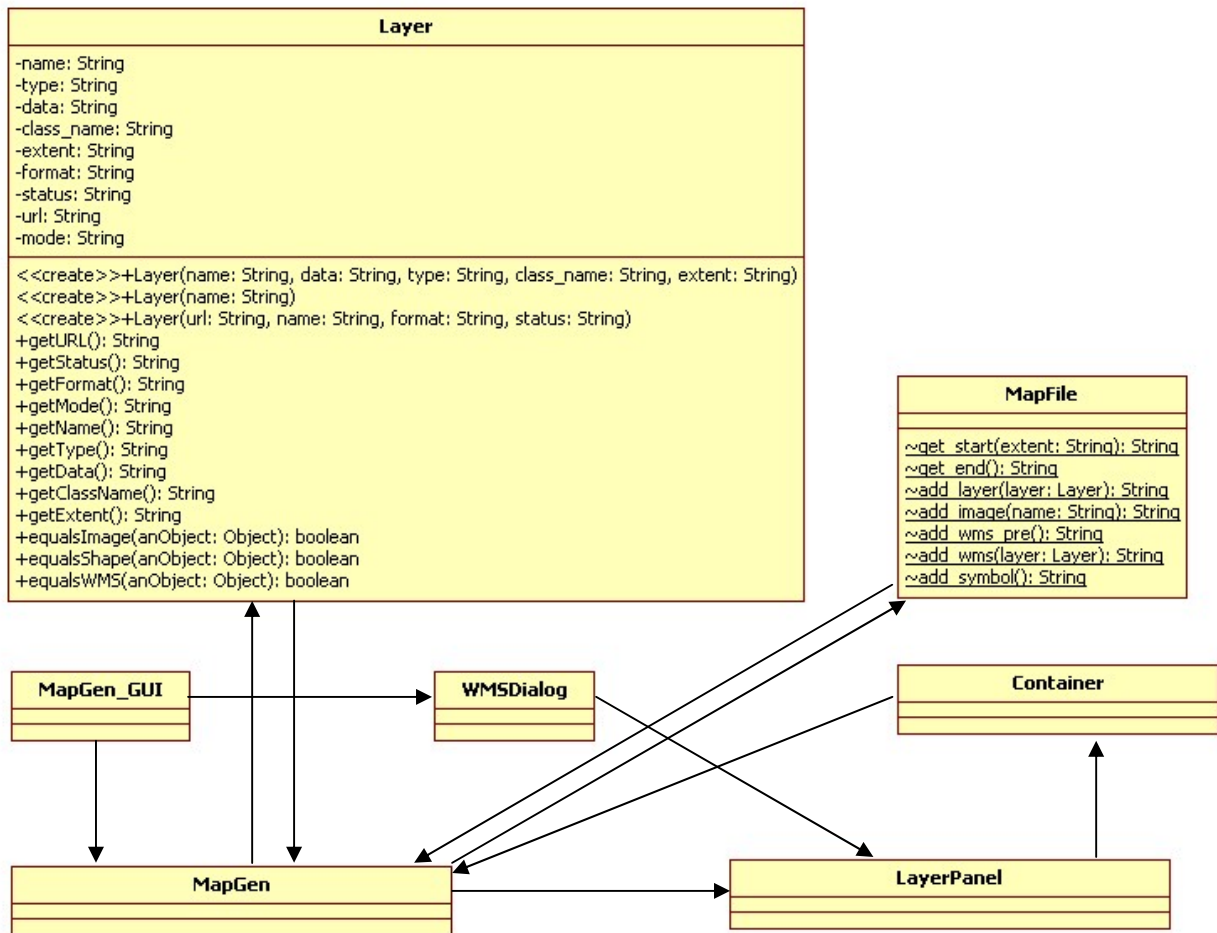 Layer
-name: String
-type: String
-data: String
-class_name: String
-extent: String
-format: String
-status: String
-url: String
-mode: String
<<create>>+Layer(name: String, data: String, type: String, class_name: String, extent: String)
<<create>>+Layer(name: String)
<<create>>+Layer(url: String, name: String, format: String, status: String)
+getURL(): String
+getStatus(): String
+getFormat(): String
+getMode(): String
+getName(): String
+getType(): String
+getData(): String
+getClassName(): String
+getExtent(): String
+equalsImage(anObject: Object): boolean
+equalsShape(anObject: Object): boolean
+equalsWMS(anObject: Object): boolean
MapFile
~get_start(extent: String): String
~get_end(): String
~add_layer(layer: Layer): String
~add_image(name: String): String
~add_wms_pre(): String
~add_wms(layer: Layer): String
~add_symbol(): String
MapGen_GUI
WMSDialog
Container
MapGen
LayerPanel